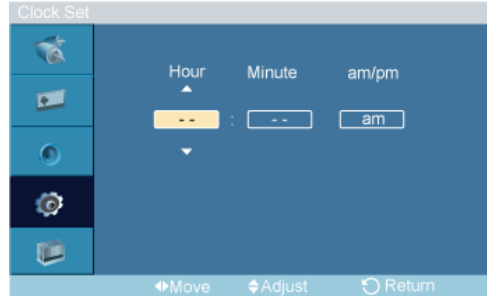 Clock Set
Hour Minute am/pm
-- : -- am
Move Adjust Return